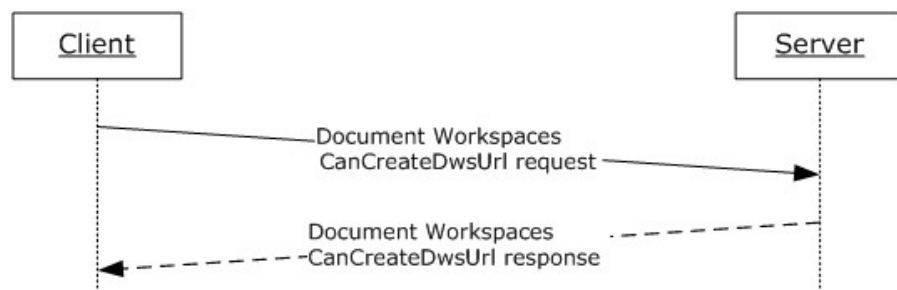 Client
Server
Document Workspaces
CanCreateDwsUrl request
Document Workspaces
CanCreateDwsUrl response